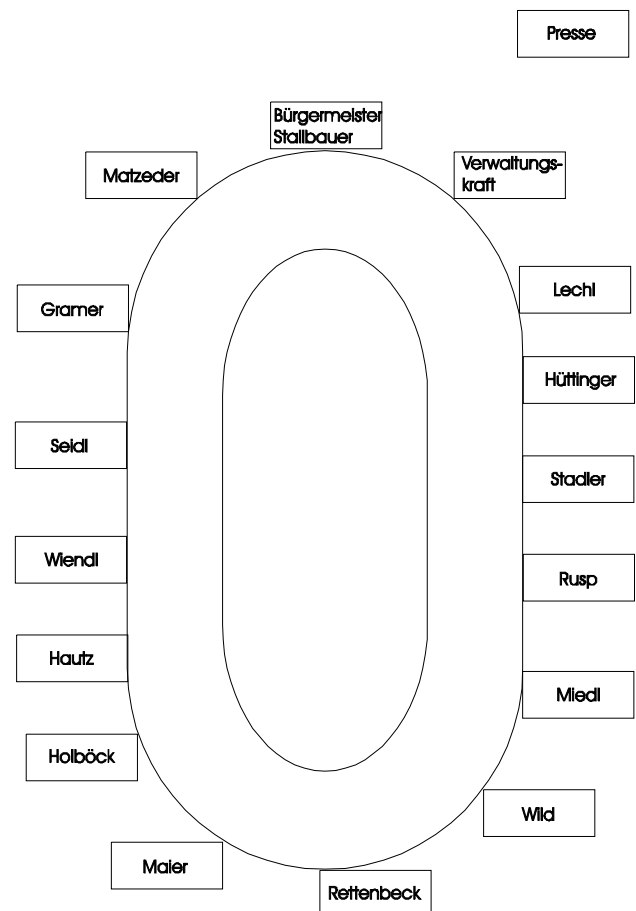 Presse
Bürgermeister
Stallbauer
Matzeder
Verwaltungs-
kraft
Lechl
Gramer
Hüttinger
Seidl
Stadler
Wiendl
Rusp
Hautz
Miedl
Holböck
Wild
Maier
Rettenbeck